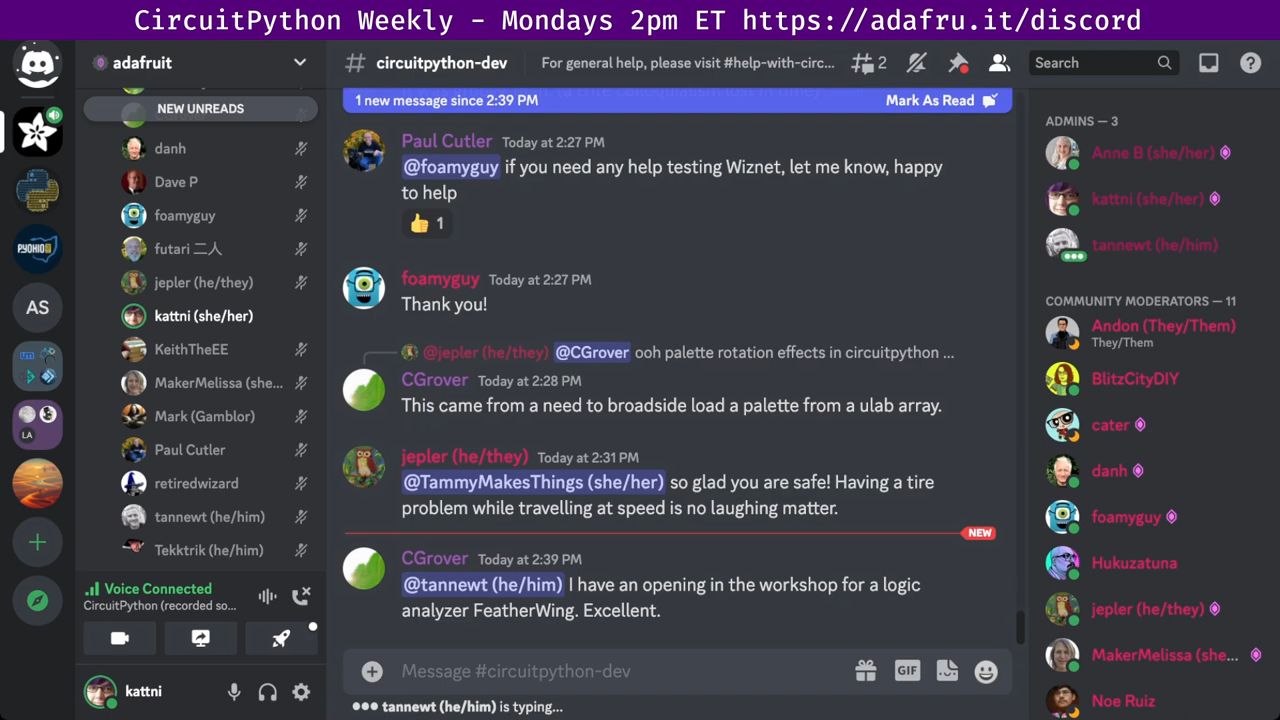 CircuitPython Weekly - Mondays 2pm ET https://adafru.it/discord
adafruit
NEW UNREADS
danh
Dave P
foamyguy
futari 二人
jepler (he/they)
kattni (she/her)
KeithTheEE
MakerMelissa (she...
Mark (Gamblor)
Paul Cutler
retiredwizard
tannewt (he/him)
Tekktrik (he/him)
Voice Connected
CircuitPython (recorded so...
kattni
AS
PYOHIO
um
LA
circuitpython-dev
For general help, please visit #help-with-circ...
2
Search
1 new message since 2:39 PM
Mark As Read
Paul Cutler Today at 2:27 PM
@foamyguy if you need any help testing Wiznet, let me know, happy
to help
👍 1
foamyguy Today at 2:27 PM
Thank you!
@jepler (he/they) @CGrover ooh palette rotation effects in circuitpython ...
CGrover Today at 2:28 PM
This came from a need to broadside load a palette from a ulab array.
jepler (he/they) Today at 2:31 PM
@TammyMakesThings (she/her) so glad you are safe! Having a tire
problem while travelling at speed is no laughing matter.
NEW
CGrover Today at 2:39 PM
@tannewt (he/him) I have an opening in the workshop for a logic
analyzer FeatherWing. Excellent.
Message #circuitpython-dev
GIF
tannewt (he/him) is typing...
ADMINS — 3
Anne B (she/her)
kattni (she/her)
tannewt (he/him)
COMMUNITY MODERATORS — 11
Andon (They/Them)
They/Them
BlitzCityDIY
cater
danh
foamyguy
Hukuzatuna
jepler (he/they)
MakerMelissa (she...
Noe Ruiz